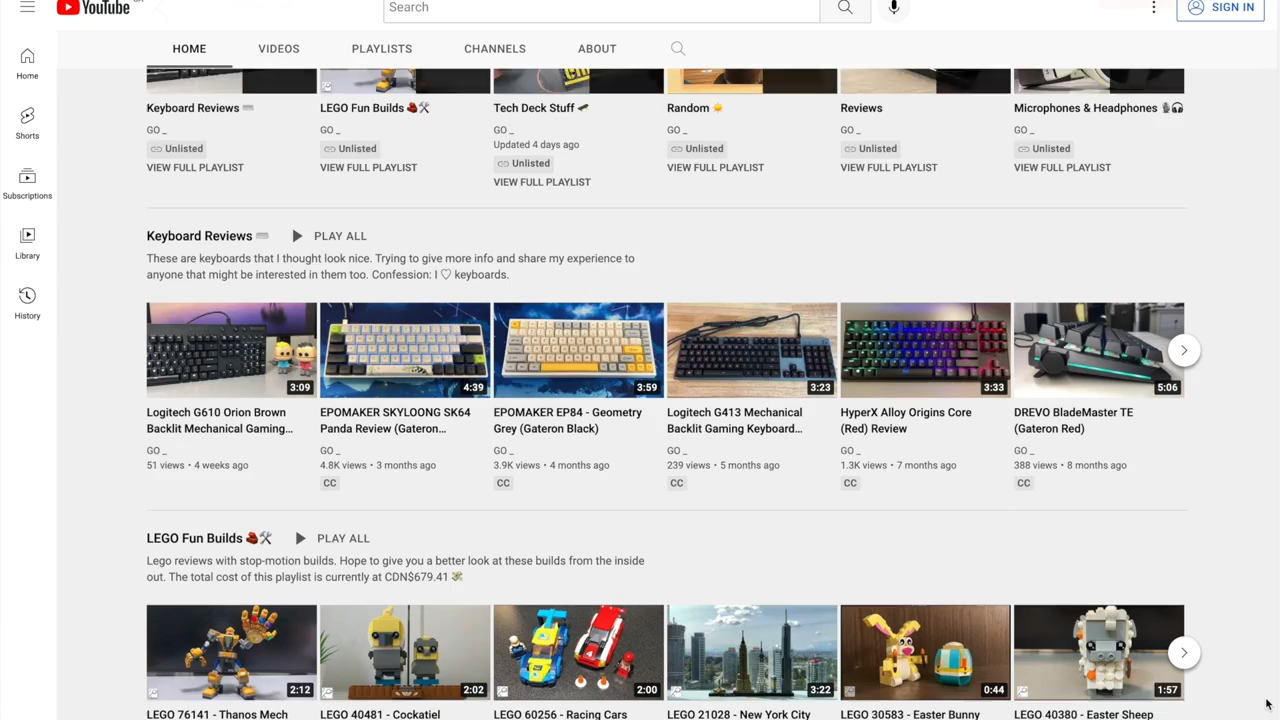 YouTube
Search
SIGN IN
HOME
VIDEOS
PLAYLISTS
CHANNELS
ABOUT
Home
Shorts
Subscriptions
Library
History
Keyboard Reviews ⌨️
GO _
Unlisted
VIEW FULL PLAYLIST
LEGO Fun Builds 🧱🛠
GO _
Unlisted
VIEW FULL PLAYLIST
Tech Deck Stuff 🛹
GO _
Updated 4 days ago
Unlisted
VIEW FULL PLAYLIST
Random ☀️
GO _
Unlisted
VIEW FULL PLAYLIST
Reviews
GO _
Unlisted
VIEW FULL PLAYLIST
Microphones & Headphones 🎙🎧
GO _
Unlisted
VIEW FULL PLAYLIST
Keyboard Reviews ⌨️ PLAY ALL
These are keyboards that I thought look nice. Trying to give more info and share my experience to
anyone that might be interested in them too. Confession: I ♡ keyboards.
3:09
Logitech G610 Orion Brown
Backlit Mechanical Gaming...
GO _
51 views • 4 weeks ago
4:39
EPOMAKER SKYLOONG SK64
Panda Review (Gateron...
GO _
4.8K views • 3 months ago
CC
3:59
EPOMAKER EP84 - Geometry
Grey (Gateron Black)
GO _
3.9K views • 4 months ago
CC
3:23
Logitech G413 Mechanical
Backlit Gaming Keyboard...
GO _
239 views • 5 months ago
CC
3:33
HyperX Alloy Origins Core
(Red) Review
GO _
1.3K views • 7 months ago
CC
5:06
DREVO BladeMaster TE
(Gateron Red)
GO _
388 views • 8 months ago
CC
LEGO Fun Builds 🧱🛠 PLAY ALL
Lego reviews with stop-motion builds. Hope to give you a better look at these builds from the inside
out. The total cost of this playlist is currently at CDN$679.41 💸
2:12
LEGO 76141 - Thanos Mech
2:02
LEGO 40481 - Cockatiel
2:00
LEGO 60256 - Racing Cars
3:22
LEGO 21028 - New York City
0:44
LEGO 30583 - Easter Bunny
1:57
LEGO 40380 - Easter Sheep